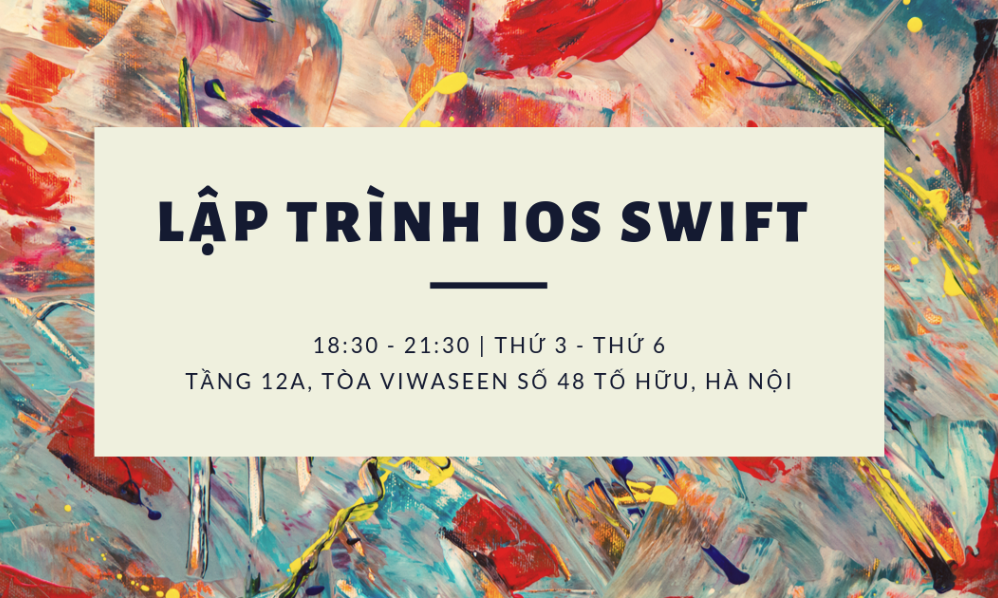 LẬP TRÌNH IOS SWIFT
18:30 - 21:30 | THỨ 3 - THỨ 6
TẦNG 12A, TÒA VIWASEEN SỐ 48 TỐ HỮU, HÀ NỘI